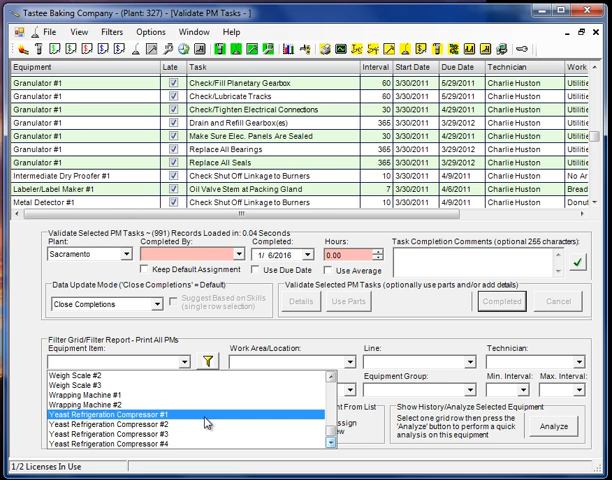 Tastee Baking Company - (Plant: 327) - [Validate PM Tasks - ]
File View Filters Options Window Help
Equipment Late Task Interval Start Date Due Date Technician Work
Granulator #1 Check/Fill Planetary Gearbox 60 3/30/2011 5/29/2011 Charlie Huston Utilitie
Granulator #1 Check/Lubricate Tracks 60 3/30/2011 5/29/2011 Charlie Huston Utilitie
Granulator #1 Check/Tighten Electrical Connections 30 3/30/2011 4/29/2011 Charlie Huston Utilitie
Granulator #1 Drain and Refill Gearbox(es) 365 3/30/2011 3/29/2012 Charlie Huston Utilitie
Granulator #1 Make Sure Elec. Panels Are Sealed 30 3/30/2011 4/29/2011 Charlie Huston Utilitie
Granulator #1 Replace All Bearings 365 3/30/2011 3/29/2012 Charlie Huston Utilitie
Granulator #1 Replace All Seals 365 3/30/2011 3/29/2012 Charlie Huston Utilitie
Intermediate Dry Proofer #1 Check Shut Off Linkage to Burners 10 3/30/2011 4/9/2011 Charlie Huston No Ar
Labeler/Label Maker #1 Oil Valve Stem at Packing Gland 7 3/30/2011 4/6/2011 Charlie Huston Bread
Metal Detector #1 Check Shut Off Linkage to Burners 10 3/30/2011 4/9/2011 Charlie Huston Donut
Validate Selected PM Tasks ~ (991) Records Loaded in: 0.04 Seconds
Plant: Completed By: Completed: Hours: Task Completion Comments (optional 255 characters):
Sacramento 1/ 6/2016 0.00
Keep Default Assignment Use Due Date Use Average
Data Update Mode ('Close Completions' = Default) Validate Selected PM Tasks (optionally use parts and/or add details)
Close Completions Suggest Based on Skills (single row selection) Details Use Parts Completed Cancel
Filter Grid/Filter Report - Print All PMs
Equipment Item: Work Area/Location: Line: Technician:
Weigh Scale #2 Equipment Group: Min. Interval: Max. Interval:
Weigh Scale #3
Wrapping Machine #1
Wrapping Machine #2
Yeast Refrigeration Compressor #1
Yeast Refrigeration Compressor #2
Yeast Refrigeration Compressor #3
Yeast Refrigeration Compressor #4
nt From List Show History/Analyze Selected Equipment
Select one grid row then press the
'Analyze' button to perform a quick
analysis on this equipment
Analyze
1/2 Licenses In Use